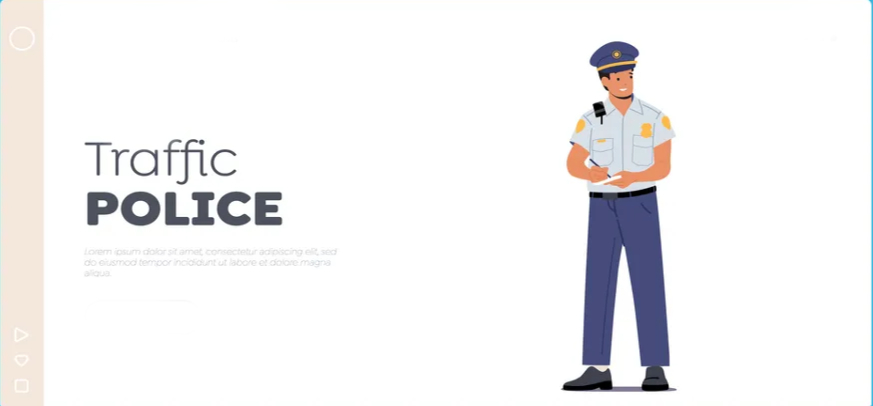 Traffic
POLICE
Lorem ipsum dolor sit amet, consectetur adipiscing elit, sed
do eiusmod tempor incididunt ut labore et dolore magna
aliqua.